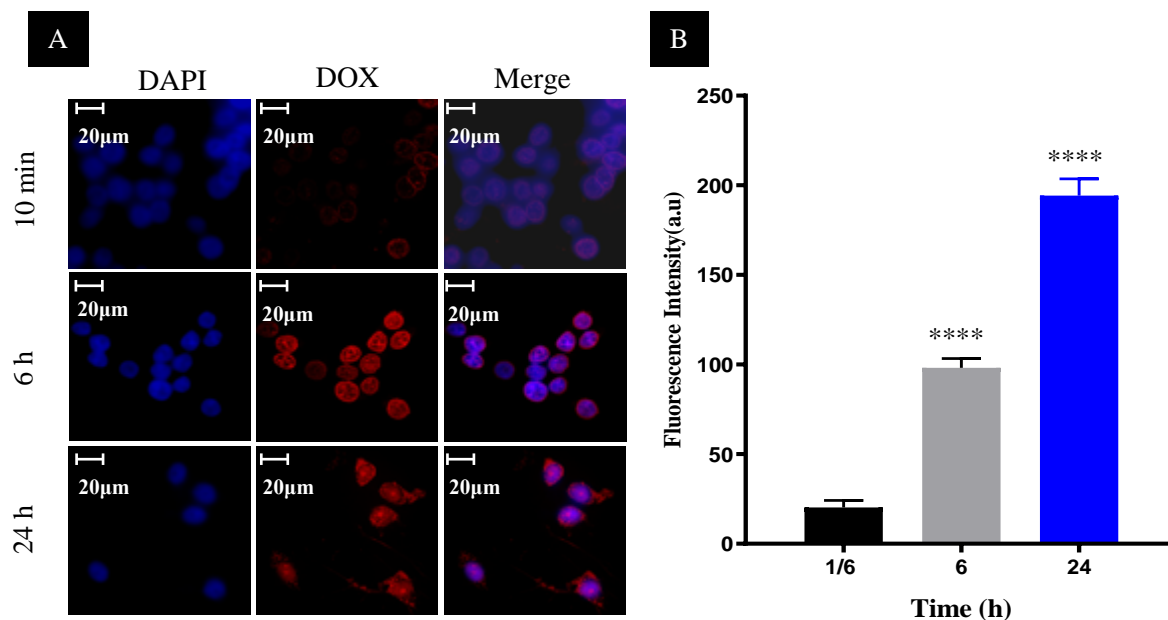 A
DAPI DOX Merge
10 min
20µm 20µm 20µm
6 h
20µm 20µm 20µm
24 h
20µm 20µm 20µm
B
Fluorescence Intensity(a.u)
250
200
150
100
50
0
****
****
1/6 6 24
Time (h)